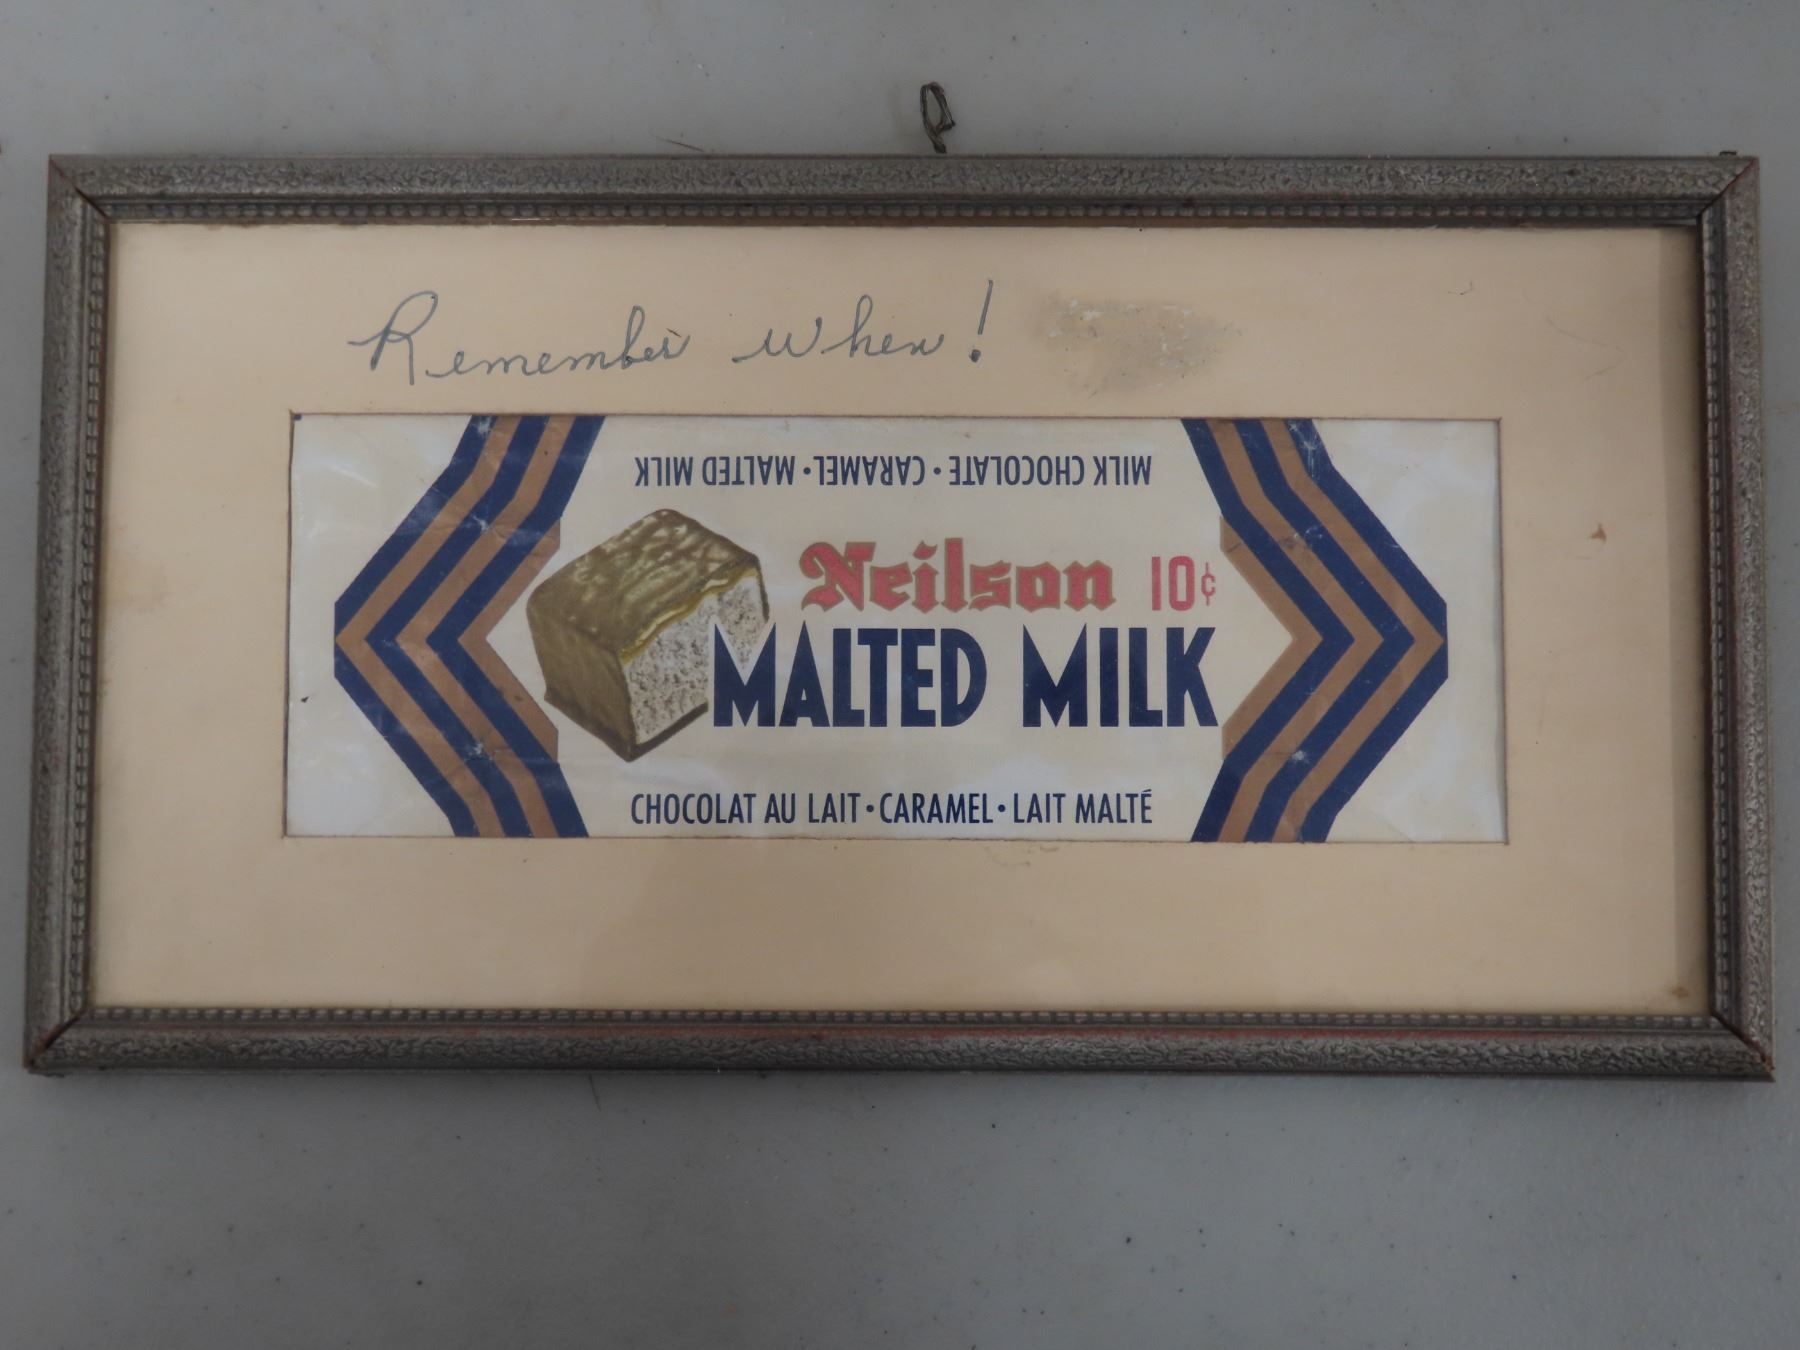 Remember when!
MILK CHOCOLATE • CARAMEL • MALTED MILK
Neilson 10¢
MALTED MILK
CHOCOLAT AU LAIT • CARAMEL • LAIT MALTÉ